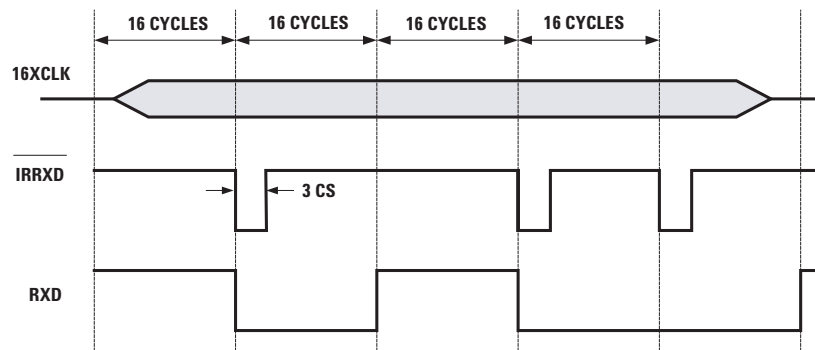 16 CYCLES 16 CYCLES 16 CYCLES 16 CYCLES
16XCLK
IRRXD
3 CS
RXD